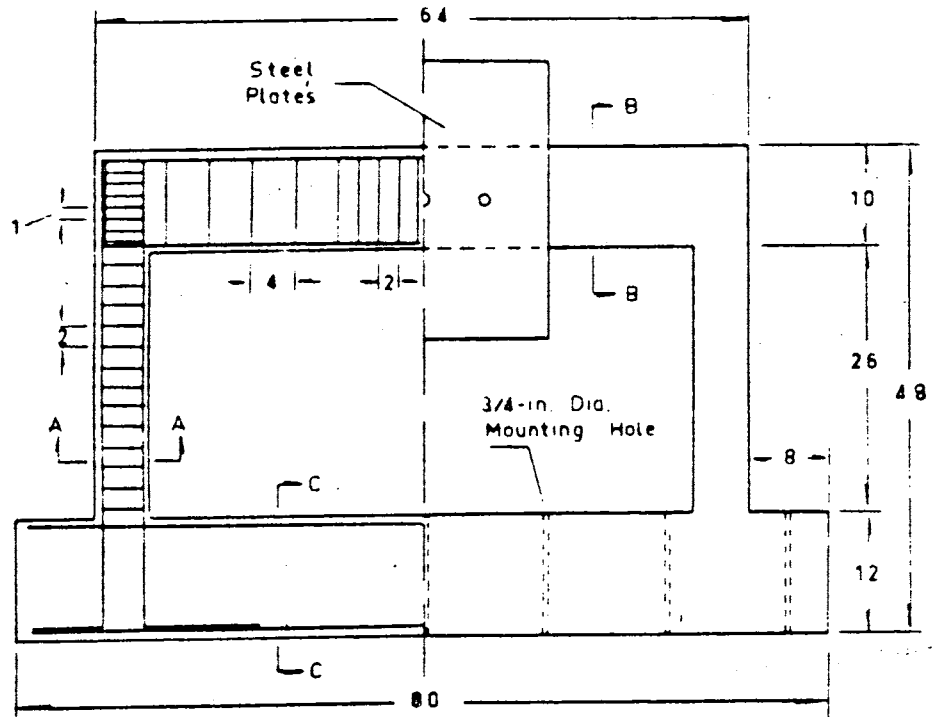 64
Steel
Plates
B
10
1
4
2
B
2
26
48
3/4-in. Dia.
Mounting Hole
A
A
8
C
12
C
80